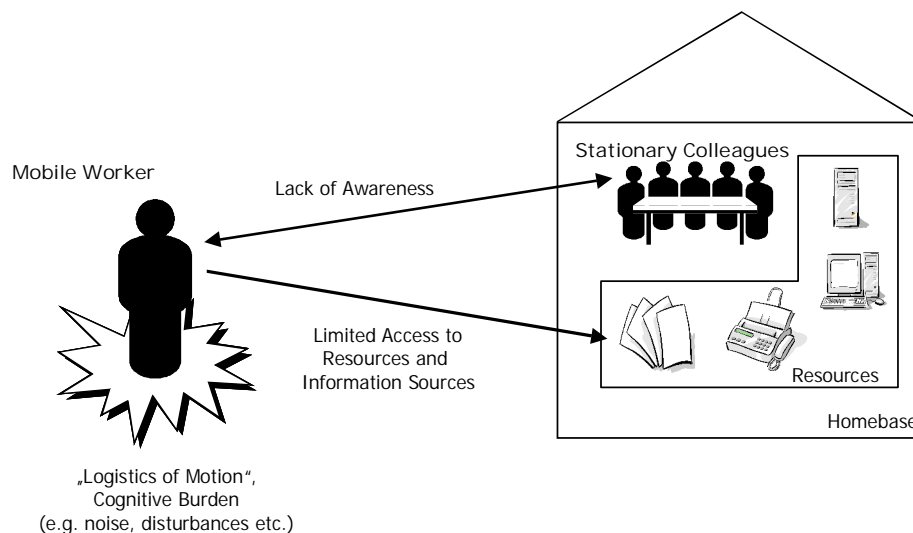 Stationary Colleagues
Mobile Worker
Lack of Awareness
Limited Access to
Resources and
Information Sources
Resources
Homebase
„Logistics of Motion“,
Cognitive Burden
(e.g. noise, disturbances etc.)